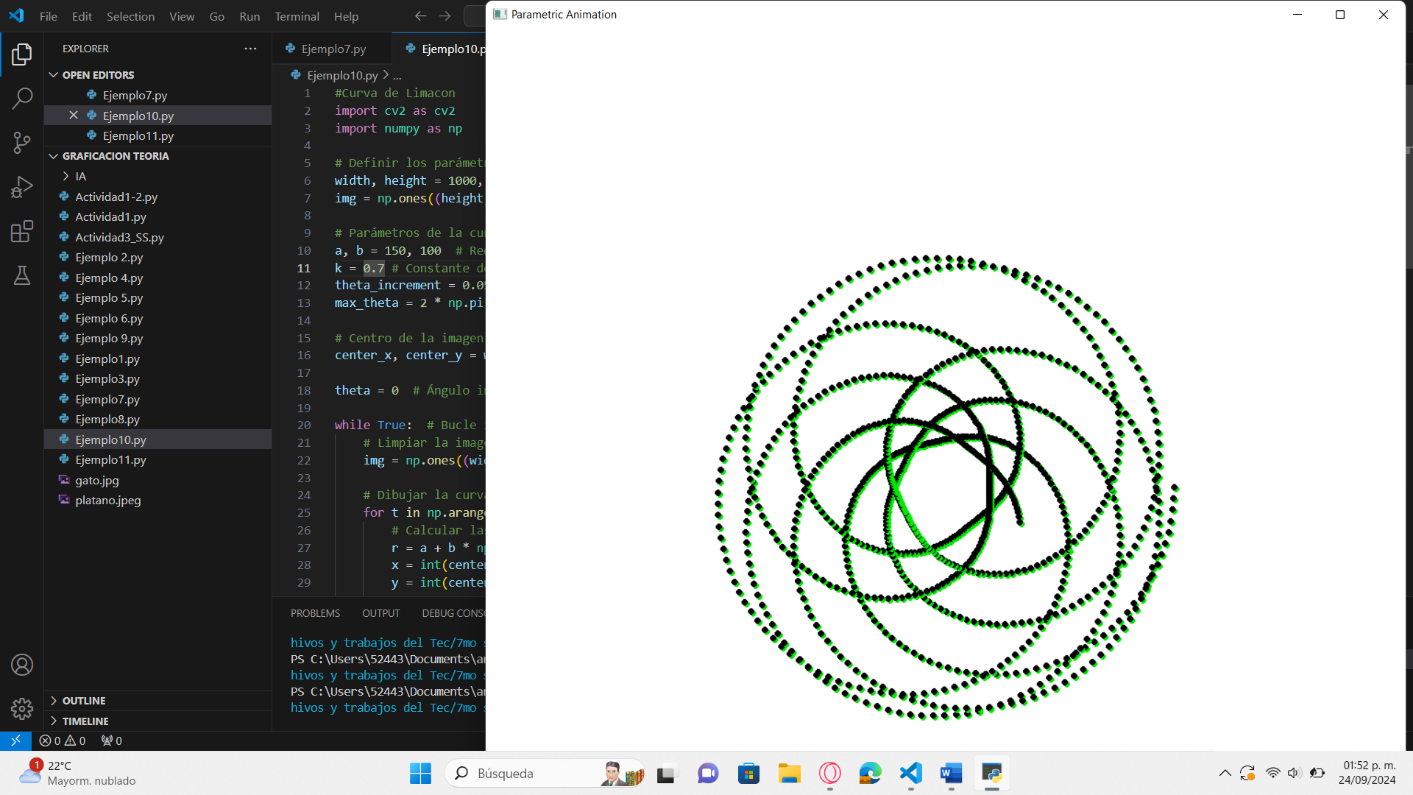 File Edit Selection View Go Run Terminal Help
Parametric Animation
EXPLORER
OPEN EDITORS
Ejemplo7.py
Ejemplo10.py
Ejemplo11.py
GRAFICACION TEORIA
IA
Actividad1-2.py
Actividad1.py
Actividad3_SS.py
Ejemplo 2.py
Ejemplo 4.py
Ejemplo 5.py
Ejemplo 6.py
Ejemplo 9.py
Ejemplo1.py
Ejemplo3.py
Ejemplo7.py
Ejemplo8.py
Ejemplo10.py
Ejemplo11.py
gato.jpg
platano.jpeg
OUTLINE
TIMELINE
Ejemplo7.py Ejemplo10.p
Ejemplo10.py > ...
1 #Curva de Limacon
2 import cv2 as cv2
3 import numpy as np
4
5 # Definir los parámet
6 width, height = 1000,
7 img = np.ones((height
8
9 # Parámetros de la cu
10 a, b = 150, 100 # Re
11 k = 0.7 # Constante d
12 theta_increment = 0.0
13 max_theta = 2 * np.pi
14
15 # Centro de la imagen
16 center_x, center_y = w
17
18 theta = 0 # Ángulo i
19
20 while True: # Bucle
21 # Limpiar la image
22 img = np.ones((wi
23
24 # Dibujar la curva
25 for t in np.arang
26 # Calcular las
27 r = a + b * np
28 x = int(center
29 y = int(center
PROBLEMS OUTPUT DEBUG CONS
hivos y trabajos del Tec/7mo s
PS C:\Users\52443\Documents\ar
hivos y trabajos del Tec/7mo s
PS C:\Users\52443\Documents\ar
hivos y trabajos del Tec/7mo s
0 0 0
1
22°C
Mayorm. nublado
Búsqueda
01:52 p. m.
24/09/2024